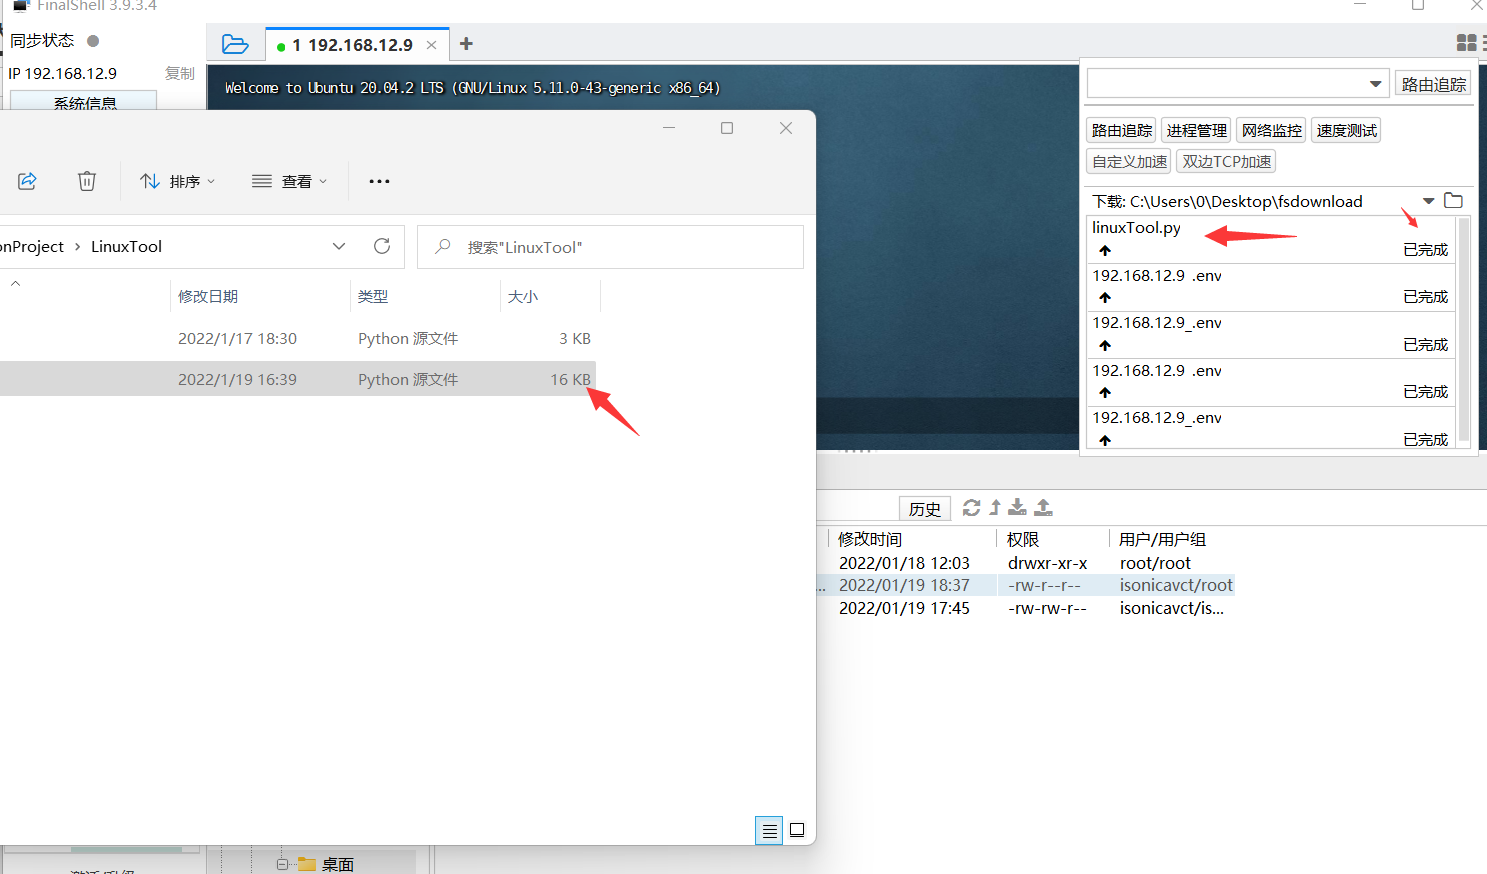 FinalShell 3.9.3.4
同步状态
1 192.168.12.9
IP 192.168.12.9
复制
系统信息
Welcome to Ubuntu 20.04.2 LTS (GNU/Linux 5.11.0-43-generic x86_64)
路由追踪
路由追踪
进程管理
网络监控
速度测试
自定义加速
双边TCP加速
下载: C:\Users\0\Desktop\fsdownload
linuxTool.py
已完成
192.168.12.9_.env
已完成
192.168.12.9_.env
已完成
192.168.12.9_.env
已完成
192.168.12.9_.env
已完成
排序
查看
onProject › LinuxTool
搜索"LinuxTool"
修改日期 类型 大小
2022/1/17 18:30 Python 源文件 3 KB
2022/1/19 16:39 Python 源文件 16 KB
历史
修改时间 权限 用户/用户组
2022/01/18 12:03 drwxr-xr-x root/root
... 2022/01/19 18:37 -rw-r--r-- isonicavct/root
2022/01/19 17:45 -rw-rw-r-- isonicavct/is...
桌面